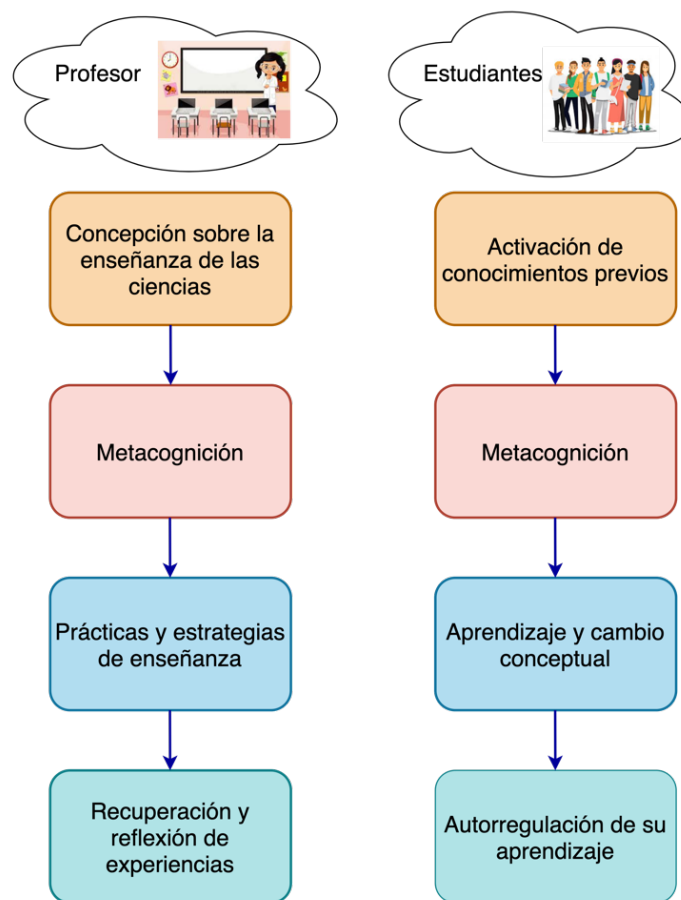 Profesor
Concepción sobre la
enseñanza de las
ciencias
Metacognición
Prácticas y estrategias
de enseñanza
Recuperación y
reflexión de
experiencias
Estudiantes
Activación de
conocimientos previos
Metacognición
Aprendizaje y cambio
conceptual
Autorregulación de su
aprendizaje